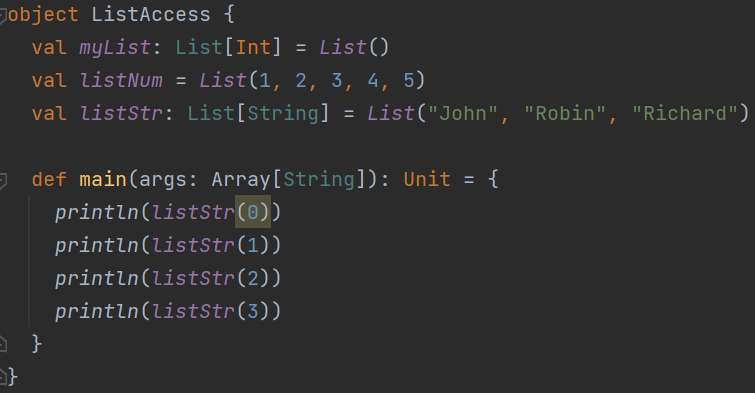 object ListAccess {
  val myList: List[Int] = List()
  val listNum = List(1, 2, 3, 4, 5)
  val listStr: List[String] = List("John", "Robin", "Richard")

  def main(args: Array[String]): Unit = {
    println(listStr(0))
    println(listStr(1))
    println(listStr(2))
    println(listStr(3))
  }
}